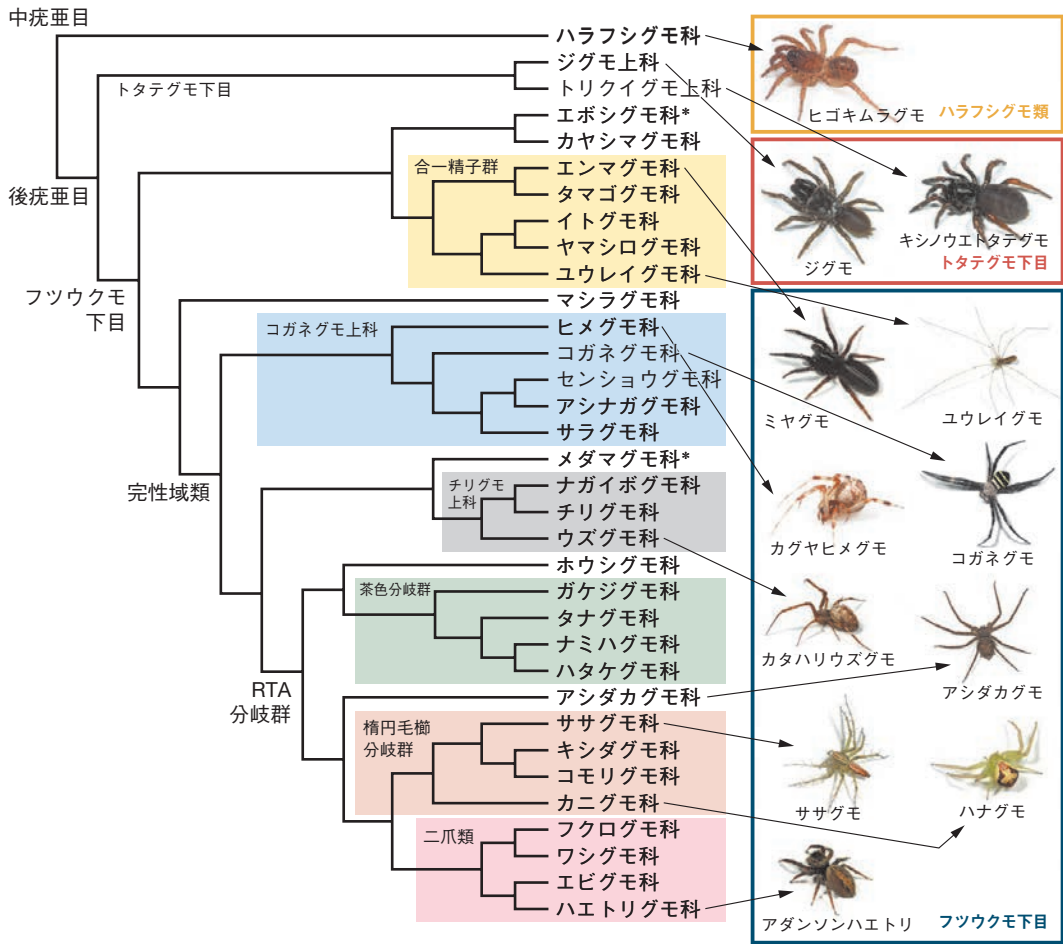 中疣亜目
後疣亜目
トタテグモ下目
フツウクモ
下目
完性域類
RTA
分岐群
合一精子群
コガネグモ上科
チリグモ
上科
茶色分岐群
楕円毛櫛
分岐群
二爪類
ハラフシグモ科
ジグモ上科
トリクイグモ上科
エボシグモ科*
カヤシマグモ科
エンマグモ科
タマゴグモ科
イトグモ科
ヤマシログモ科
ユウレイグモ科
マシラグモ科
ヒメグモ科
コガネグモ科
センショウグモ科
アシナガグモ科
サラグモ科
メダマグモ科*
ナガイボグモ科
チリグモ科
ウズグモ科
ホウシグモ科
ガケジグモ科
タナグモ科
ナミハグモ科
ハタケグモ科
アシダカグモ科
ササグモ科
キシダグモ科
コモリグモ科
カニグモ科
フクログモ科
ワシグモ科
エビグモ科
ハエトリグモ科
ヒゴキムラグモ
ハラフシグモ類
ジグモ
キシノウエトタテグモ
トタテグモ下目
ミヤグモ
ユウレイグモ
カグヤヒメグモ
コガネグモ
カタハリウズグモ
アシダカグモ
ササグモ
ハナグモ
アダンソンハエトリ
フツウクモ下目